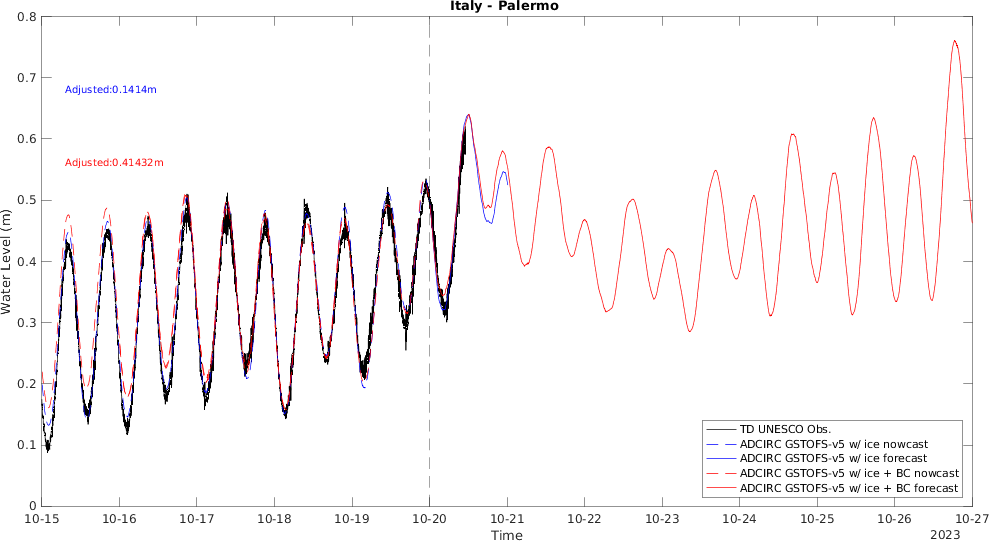 Italy - Palermo
Water Level (m)
0.8
0.7
0.6
0.5
0.4
0.3
0.2
0.1
0
Adjusted:0.1414m
Adjusted:0.41432m
TD UNESCO Obs.
ADCIRC GSTOFS-v5 w/ ice nowcast
ADCIRC GSTOFS-v5 w/ ice forecast
ADCIRC GSTOFS-v5 w/ ice + BC nowcast
ADCIRC GSTOFS-v5 w/ ice + BC forecast
10-15 10-16 10-17 10-18 10-19 10-20 10-21 10-22 10-23 10-24 10-25 10-26 10-27
Time
2023